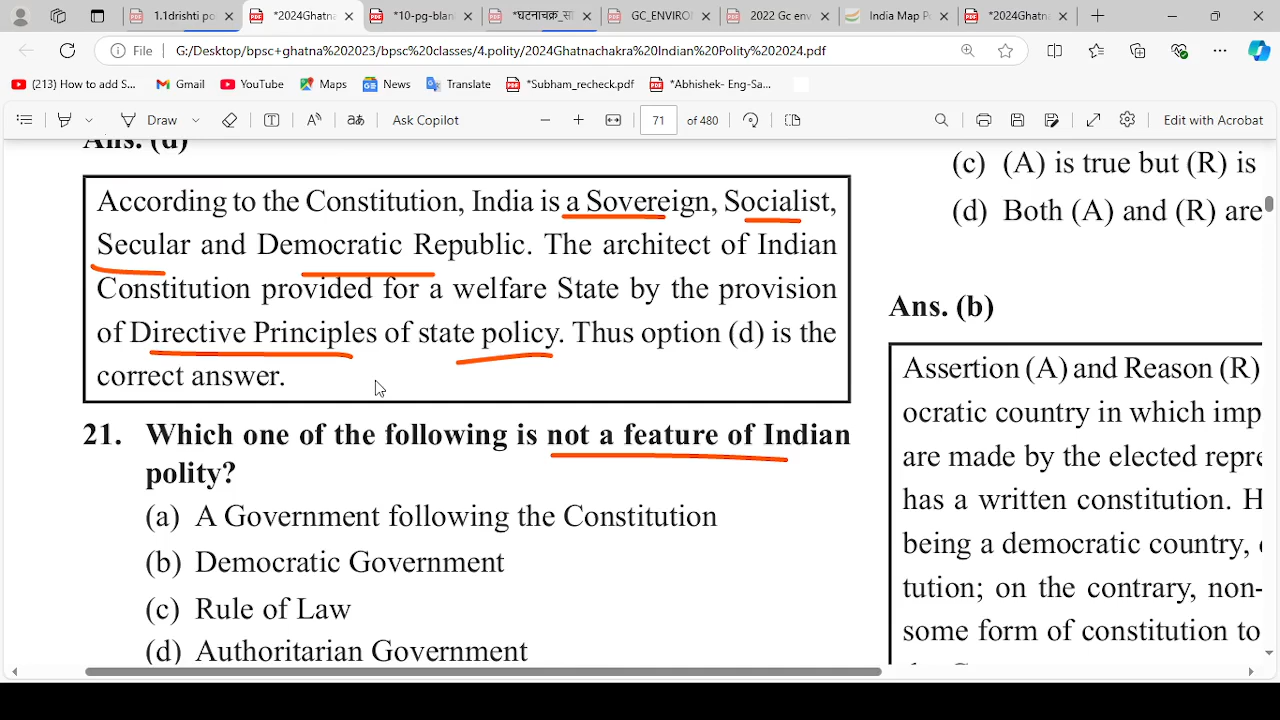 1.1drishti po
*2024Ghatna
*10-pg-blan
*घटनाचक्र_सा
GC_ENVIRO
2022 Gc env
India Map P
*2024Ghatna
File
G:/Desktop/bpsc+ghatna%202023/bpsc%20classes/4.polity/2024Ghatnachakra%20Indian%20Polity%202024.pdf
(213) How to add S...
Gmail
YouTube
Maps
News
Translate
*Subham_recheck.pdf
*Abhishek- Eng-Sa...
Draw
Ask Copilot
71
of 480
Edit with Acrobat
Ans. (d)
According to the Constitution, India is a Sovereign, Socialist,
Secular and Democratic Republic. The architect of Indian
Constitution provided for a welfare State by the provision
of Directive Principles of state policy. Thus option (d) is the
correct answer.
21. Which one of the following is not a feature of Indian
polity?
(a) A Government following the Constitution
(b) Democratic Government
(c) Rule of Law
(d) Authoritarian Government
(c) (A) is true but (R) is
(d) Both (A) and (R) are
Ans. (b)
Assertion (A) and Reason (R)
ocratic country in which imp
are made by the elected repre
has a written constitution. H
being a democratic country,
tution; on the contrary, non-
some form of constitution to